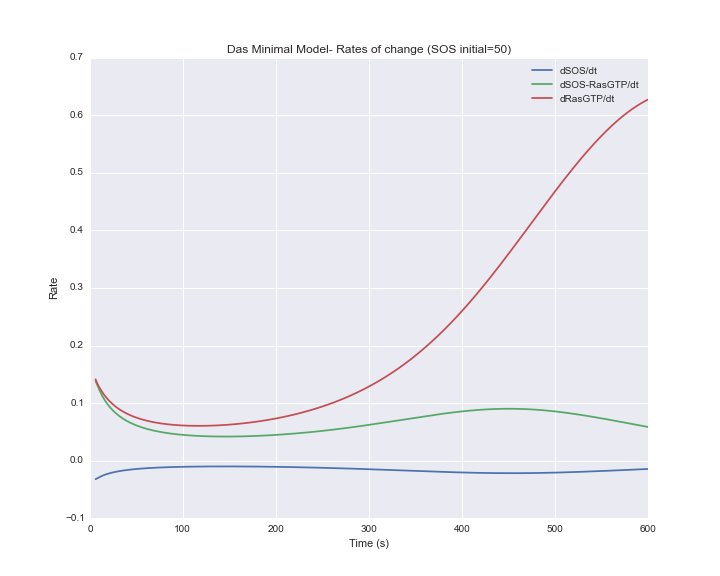 Das Minimal Model- Rates of change (SOS initial=50)
dSOS/dt
dSOS-RasGTP/dt
dRasGTP/dt
0.7
0.6
0.5
0.4
0.3
0.2
0.1
0.0
−0.1
Rate
0 100 200 300 400 500 600
Time (s)